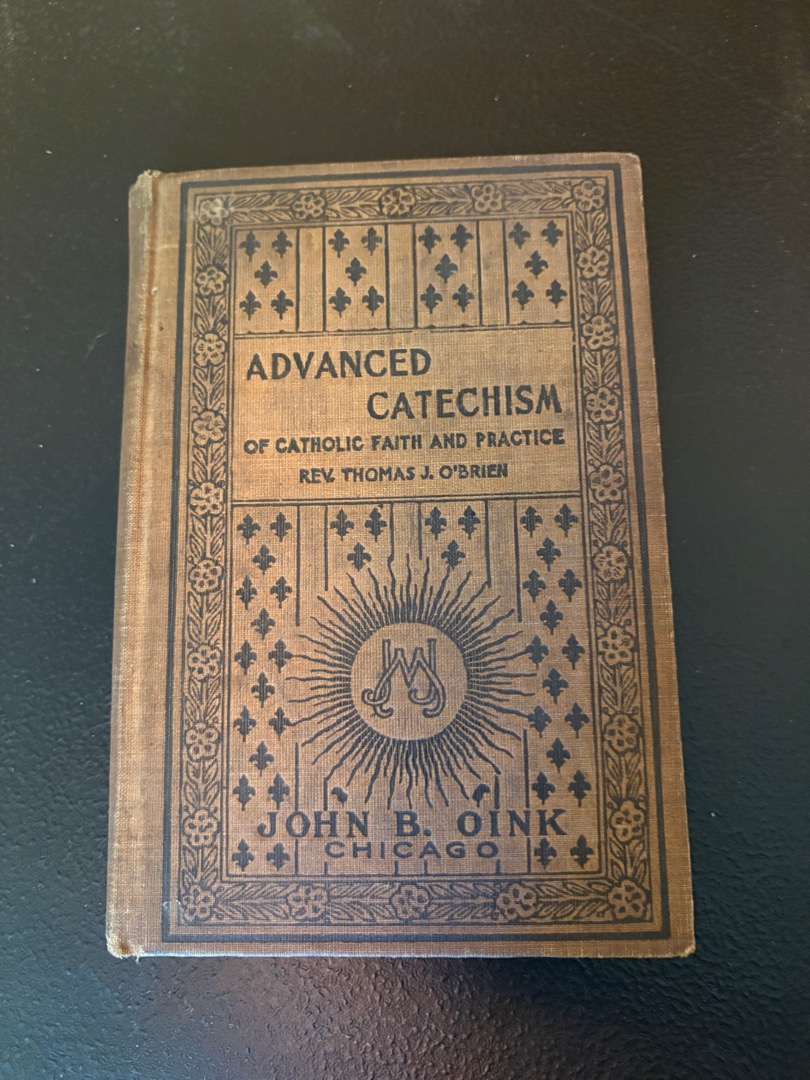 ADVANCED
CATECHISM
OF CATHOLIC FAITH AND PRACTICE
REV. THOMAS J. O'BRIEN
JOHN B. OINK
CHICAGO